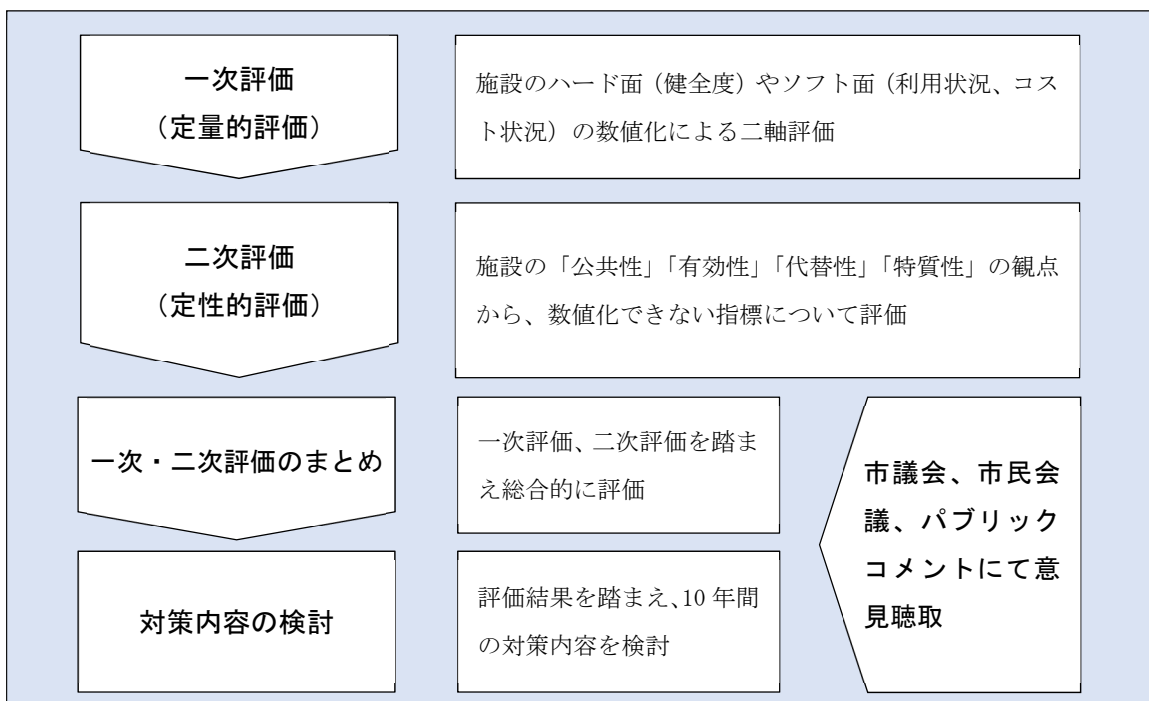 一次評価
（定量的評価）
施設のハード面（健全度）やソフト面（利用状況、コス
ト状況）の数値化による二軸評価
二次評価
（定性的評価）
施設の「公共性」「有効性」「代替性」「特質性」の観点
から、数値化できない指標について評価
一次・二次評価のまとめ
一次評価、二次評価を踏ま
え総合的に評価
対策内容の検討
評価結果を踏まえ、10 年間
の対策内容を検討
市議会、市民会
議、パブリック
コメントにて意
見聴取